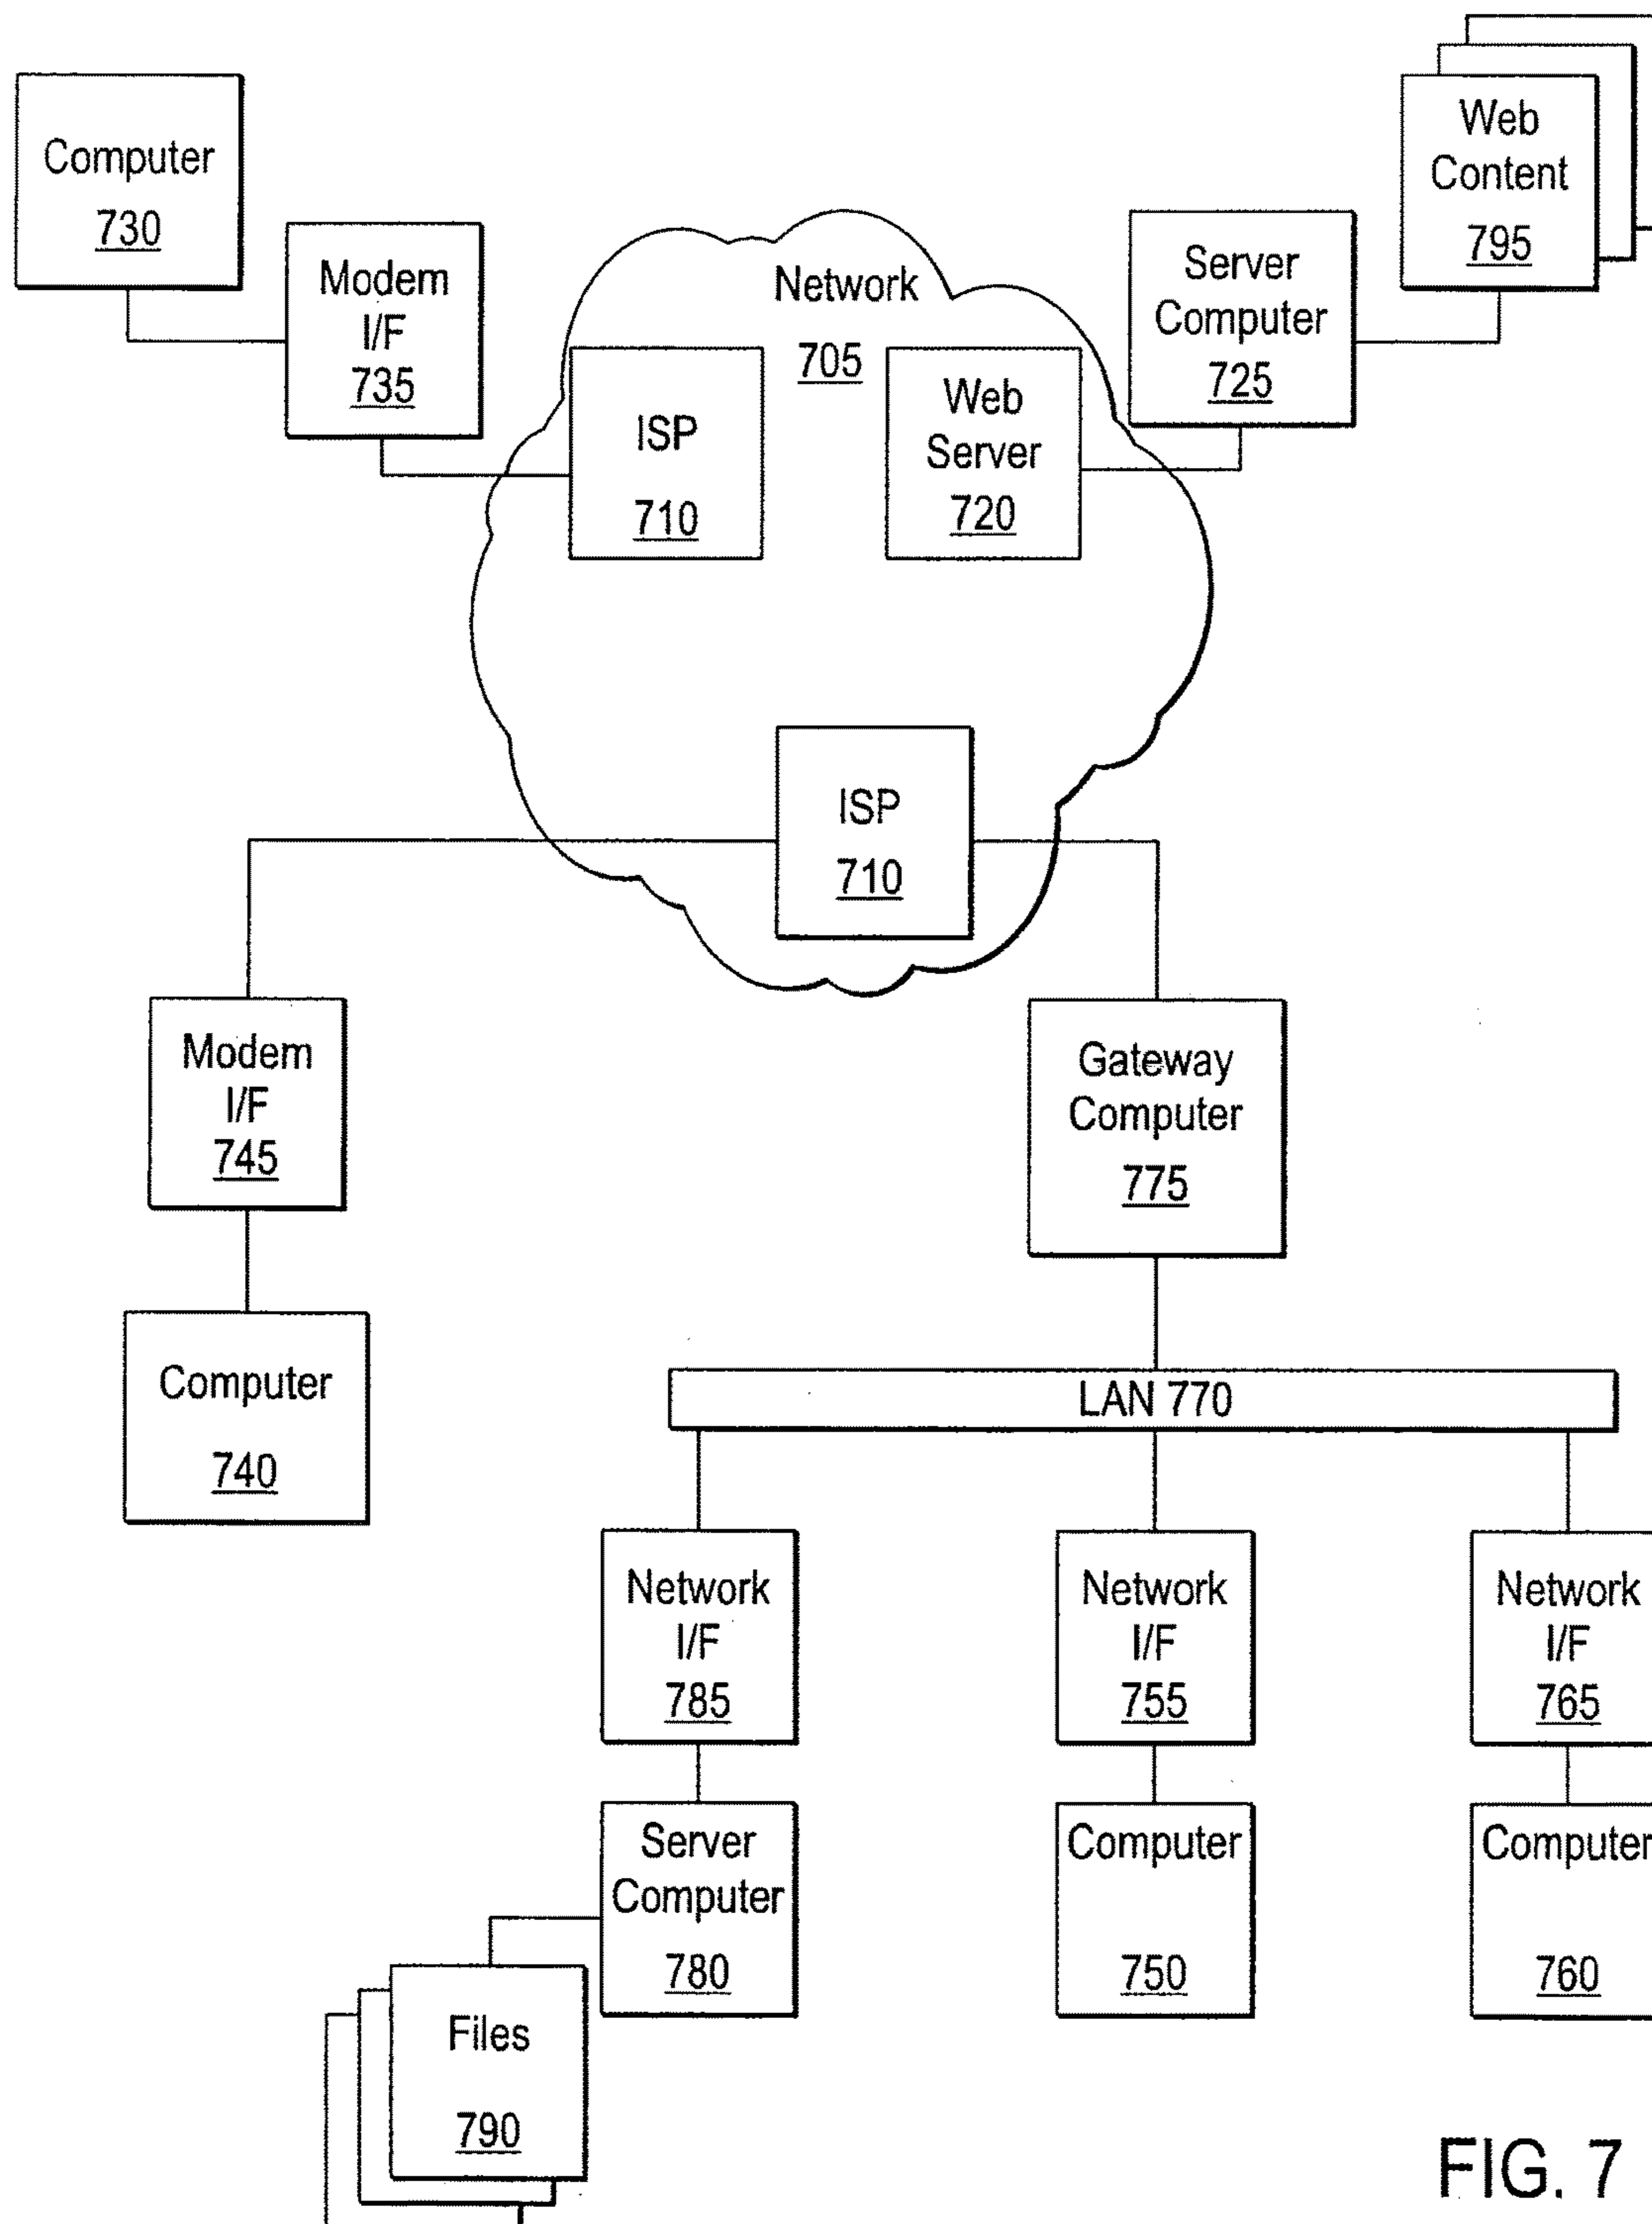 Computer
730
Modem
I/F
735
Network
705
ISP
710
Web
Server
720
Server
Computer
725
Web
Content
795
ISP
710
Modem
I/F
745
Computer
740
Gateway
Computer
775
LAN 770
Network
I/F
785
Network
I/F
755
Network
I/F
765
Server
Computer
780
Computer
750
Computer
760
Files
790
FIG. 7